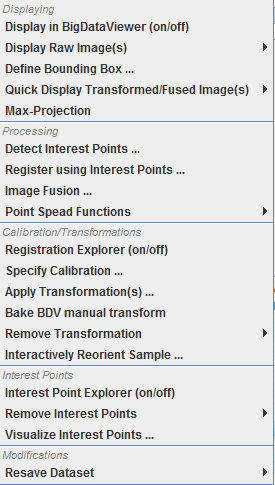 Displaying
Display in BigDataViewer (on/off)
Display Raw Image(s)
Define Bounding Box ...
Quick Display Transformed/Fused Image(s)
Max-Projection
Processing
Detect Interest Points ...
Register using Interest Points ...
Image Fusion ...
Point Spead Functions
Calibration/Transformations
Registration Explorer (on/off)
Specify Calibration ...
Apply Transformation(s) ...
Bake BDV manual transform
Remove Transformation
Interactively Reorient Sample ...
Interest Points
Interest Point Explorer (on/off)
Remove Interest Points
Visualize Interest Points ...
Modifications
Resave Dataset